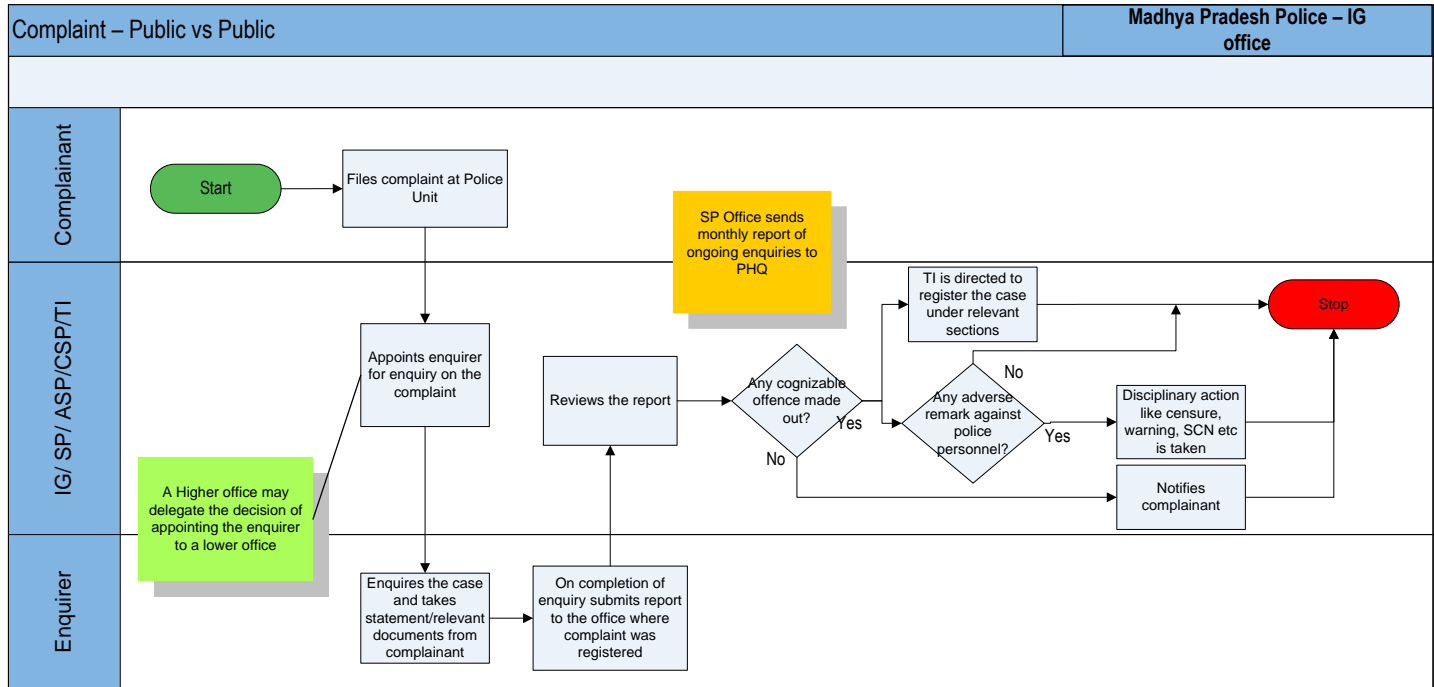 Complaint – Public vs Public
Madhya Pradesh Police – IG
office
Complainant
Start
Files complaint at Police
Unit
SP Office sends
monthly report of
ongoing enquiries to
PHQ
IG/ SP/ ASP/CSP/TI
Appoints enquirer
for enquiry on the
complaint
A Higher office may
delegate the decision of
appointing the enquirer
to a lower office
Reviews the report
Any cognizable
offence made
out?
Yes
No
TI is directed to
register the case
under relevant
sections
Any adverse
remark against
police
personnel?
No
Yes
Disciplinary action
like censure,
warning, SCN etc
is taken
Notifies
complainant
Stop
Enquirer
Enquires the case
and takes
statement/relevant
documents from
complainant
On completion of
enquiry submits report
to the office where
complaint was
registered